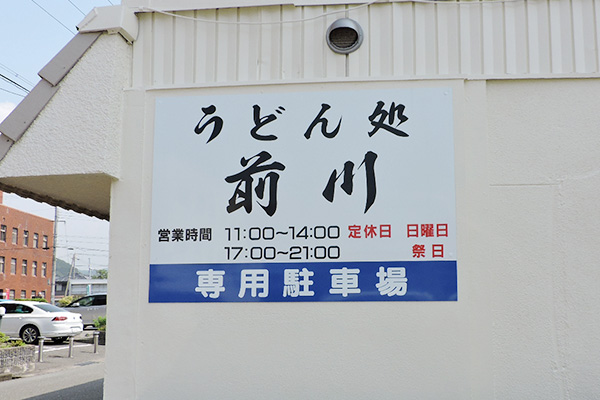 うどん処
前川
営業時間 11:00〜14:00 定休日 日曜日
17:00〜21:00 祭日
専用駐車場